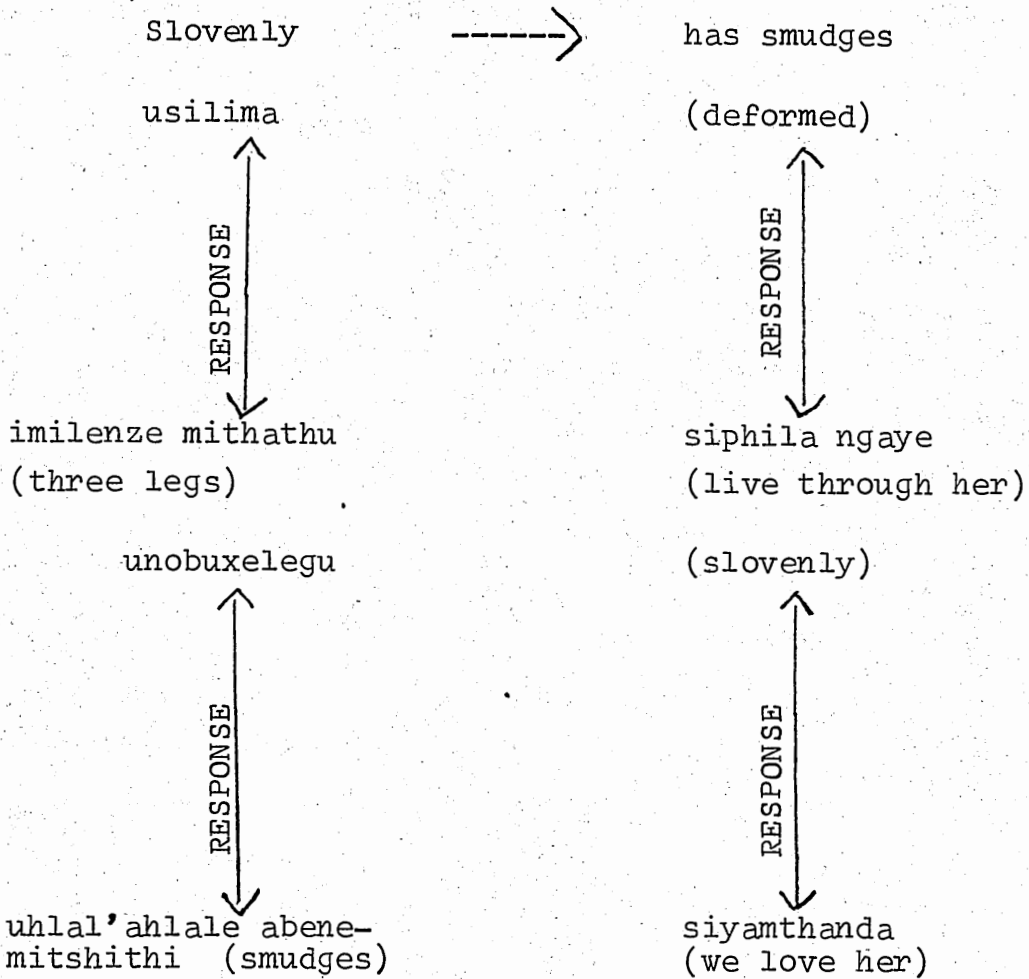 Slovenly -----> has smudges
usilima (deformed)
RESPONSE RESPONSE
imilenze mithathu siphila ngaye
(three legs) (live through her)
unobuxelegu (slovenly)
RESPONSE RESPONSE
uhlal'ahlale abene- siyamthanda
mitshithi (smudges) (we love her)